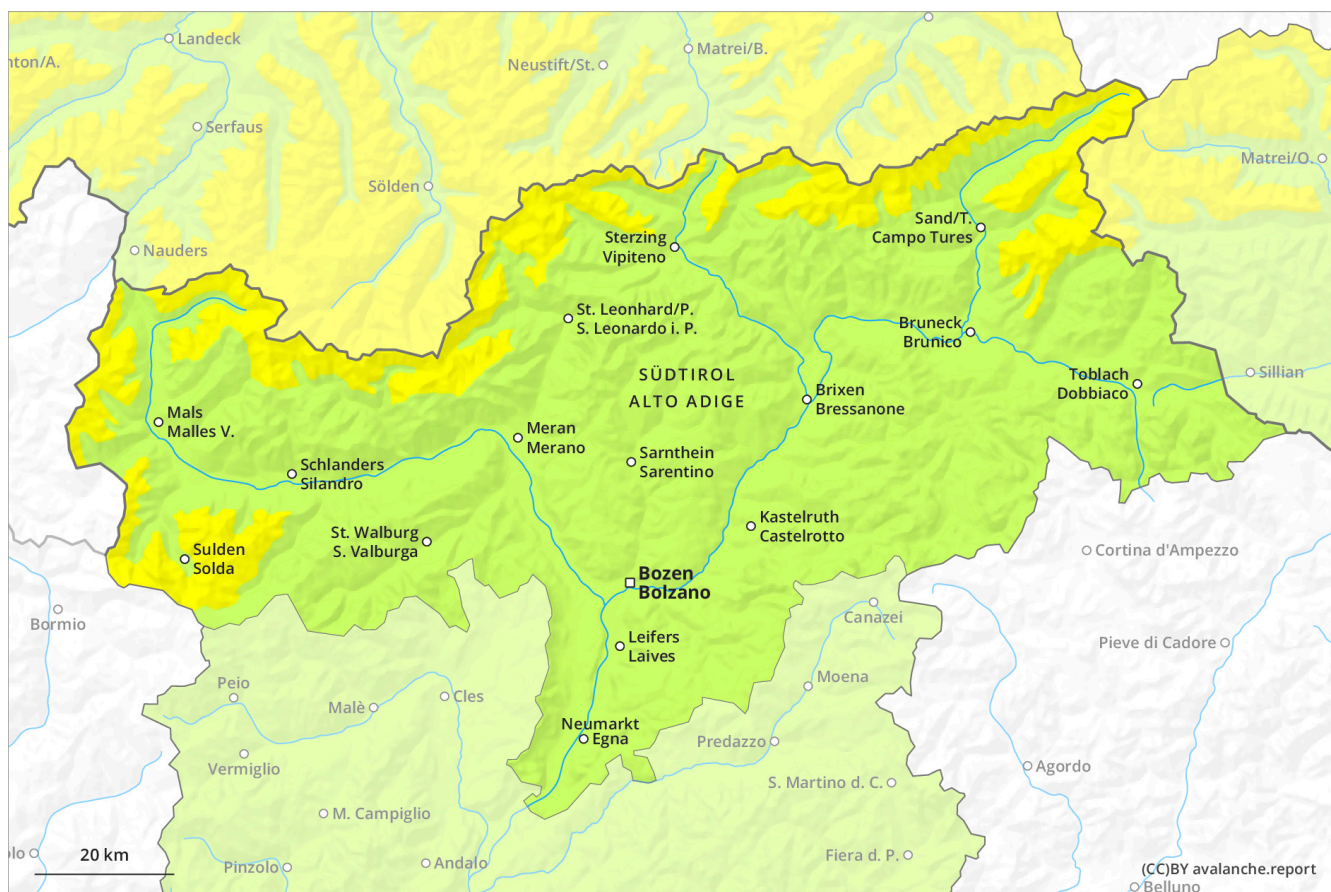 Landeck
Matrei/B.
nton/A.
Neustift/St.
Serfaus
Matrei/O.
Sölden
Sand/T.
Campo Tures
Sterzing
Vipiteno
Nauders
St. Leonhard/P.
S. Leonardo i. P.
Bruneck
Brunico
SÜDTIROL
ALTO ADIGE
Toblach
Dobbiaco
Sillian
Brixen
Bressanone
Mals
Malles V.
Meran
Merano
Schlanders
Silandro
Sarnthein
Sarentino
Kastelruth
Castelrotto
St. Walburg
S. Valburga
Sulden
Solda
Cortina d'Ampezzo
Bozen
Bolzano
Bormio
Canazei
Leifers
Laives
Pieve di Cadore
Peio
Malè
Cles
Moena
Neumarkt
Egna
Predazzo
Vermiglio
Agordo
S. Martino d. C.
M. Campiglio
olo
20 km
Pinzolo
Andalo
Fiera d. P.
(CC)BY avalanche.report
Belluno